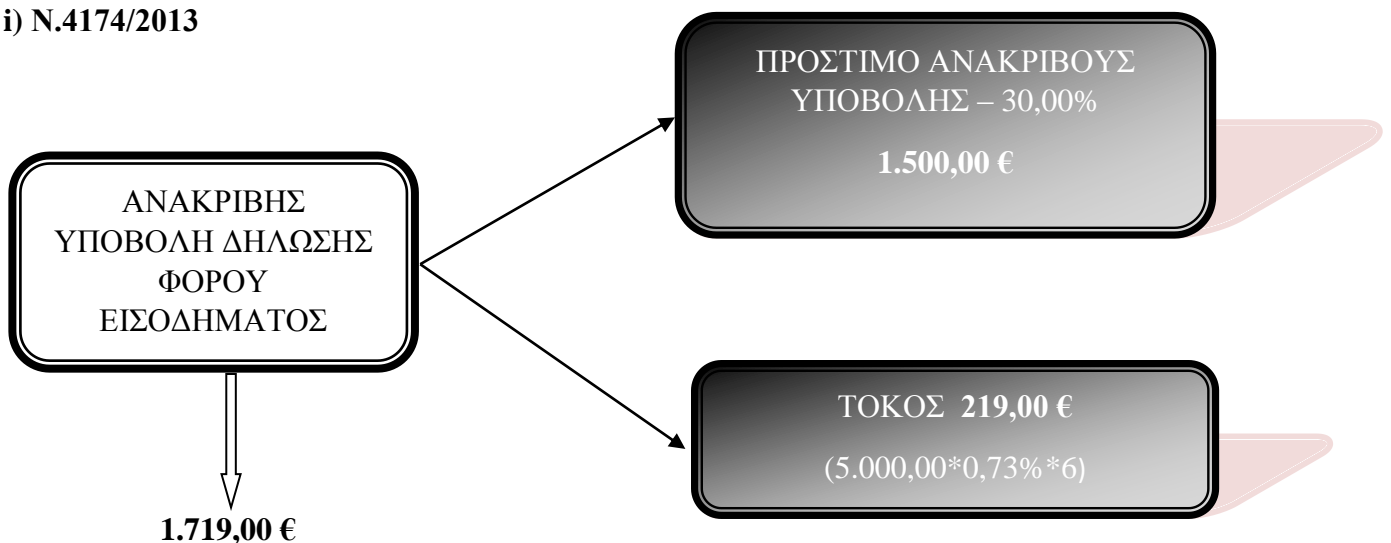 i) Ν.4174/2013
ΠΡΟΣΤΙΜΟ ΑΝΑΚΡΙΒΟΥΣ
ΥΠΟΒΟΛΗΣ – 30,00%
1.500,00 €
ΑΝΑΚΡΙΒΗΣ
ΥΠΟΒΟΛΗ ΔΗΛΩΣΗΣ
ΦΟΡΟΥ
ΕΙΣΟΔΗΜΑΤΟΣ
ΤΟΚΟΣ 219,00 €
(5.000,00*0,73%*6)
1.719,00 €